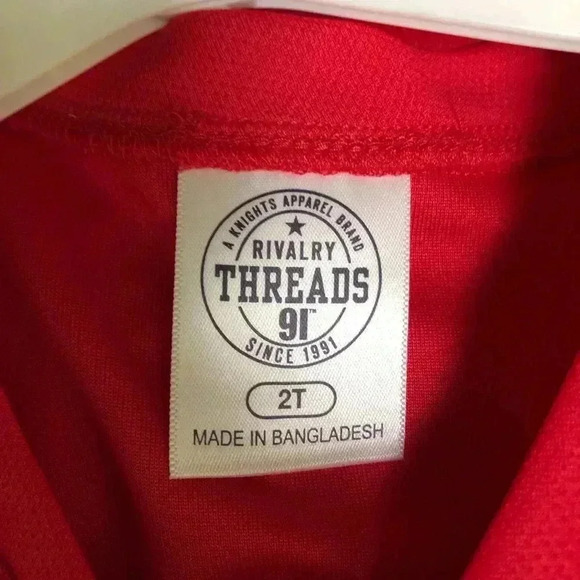 A KNIGHTS APPAREL BRAND
RIVALRY
THREADS
91™
SINCE 1991
2T
MADE IN BANGLADESH